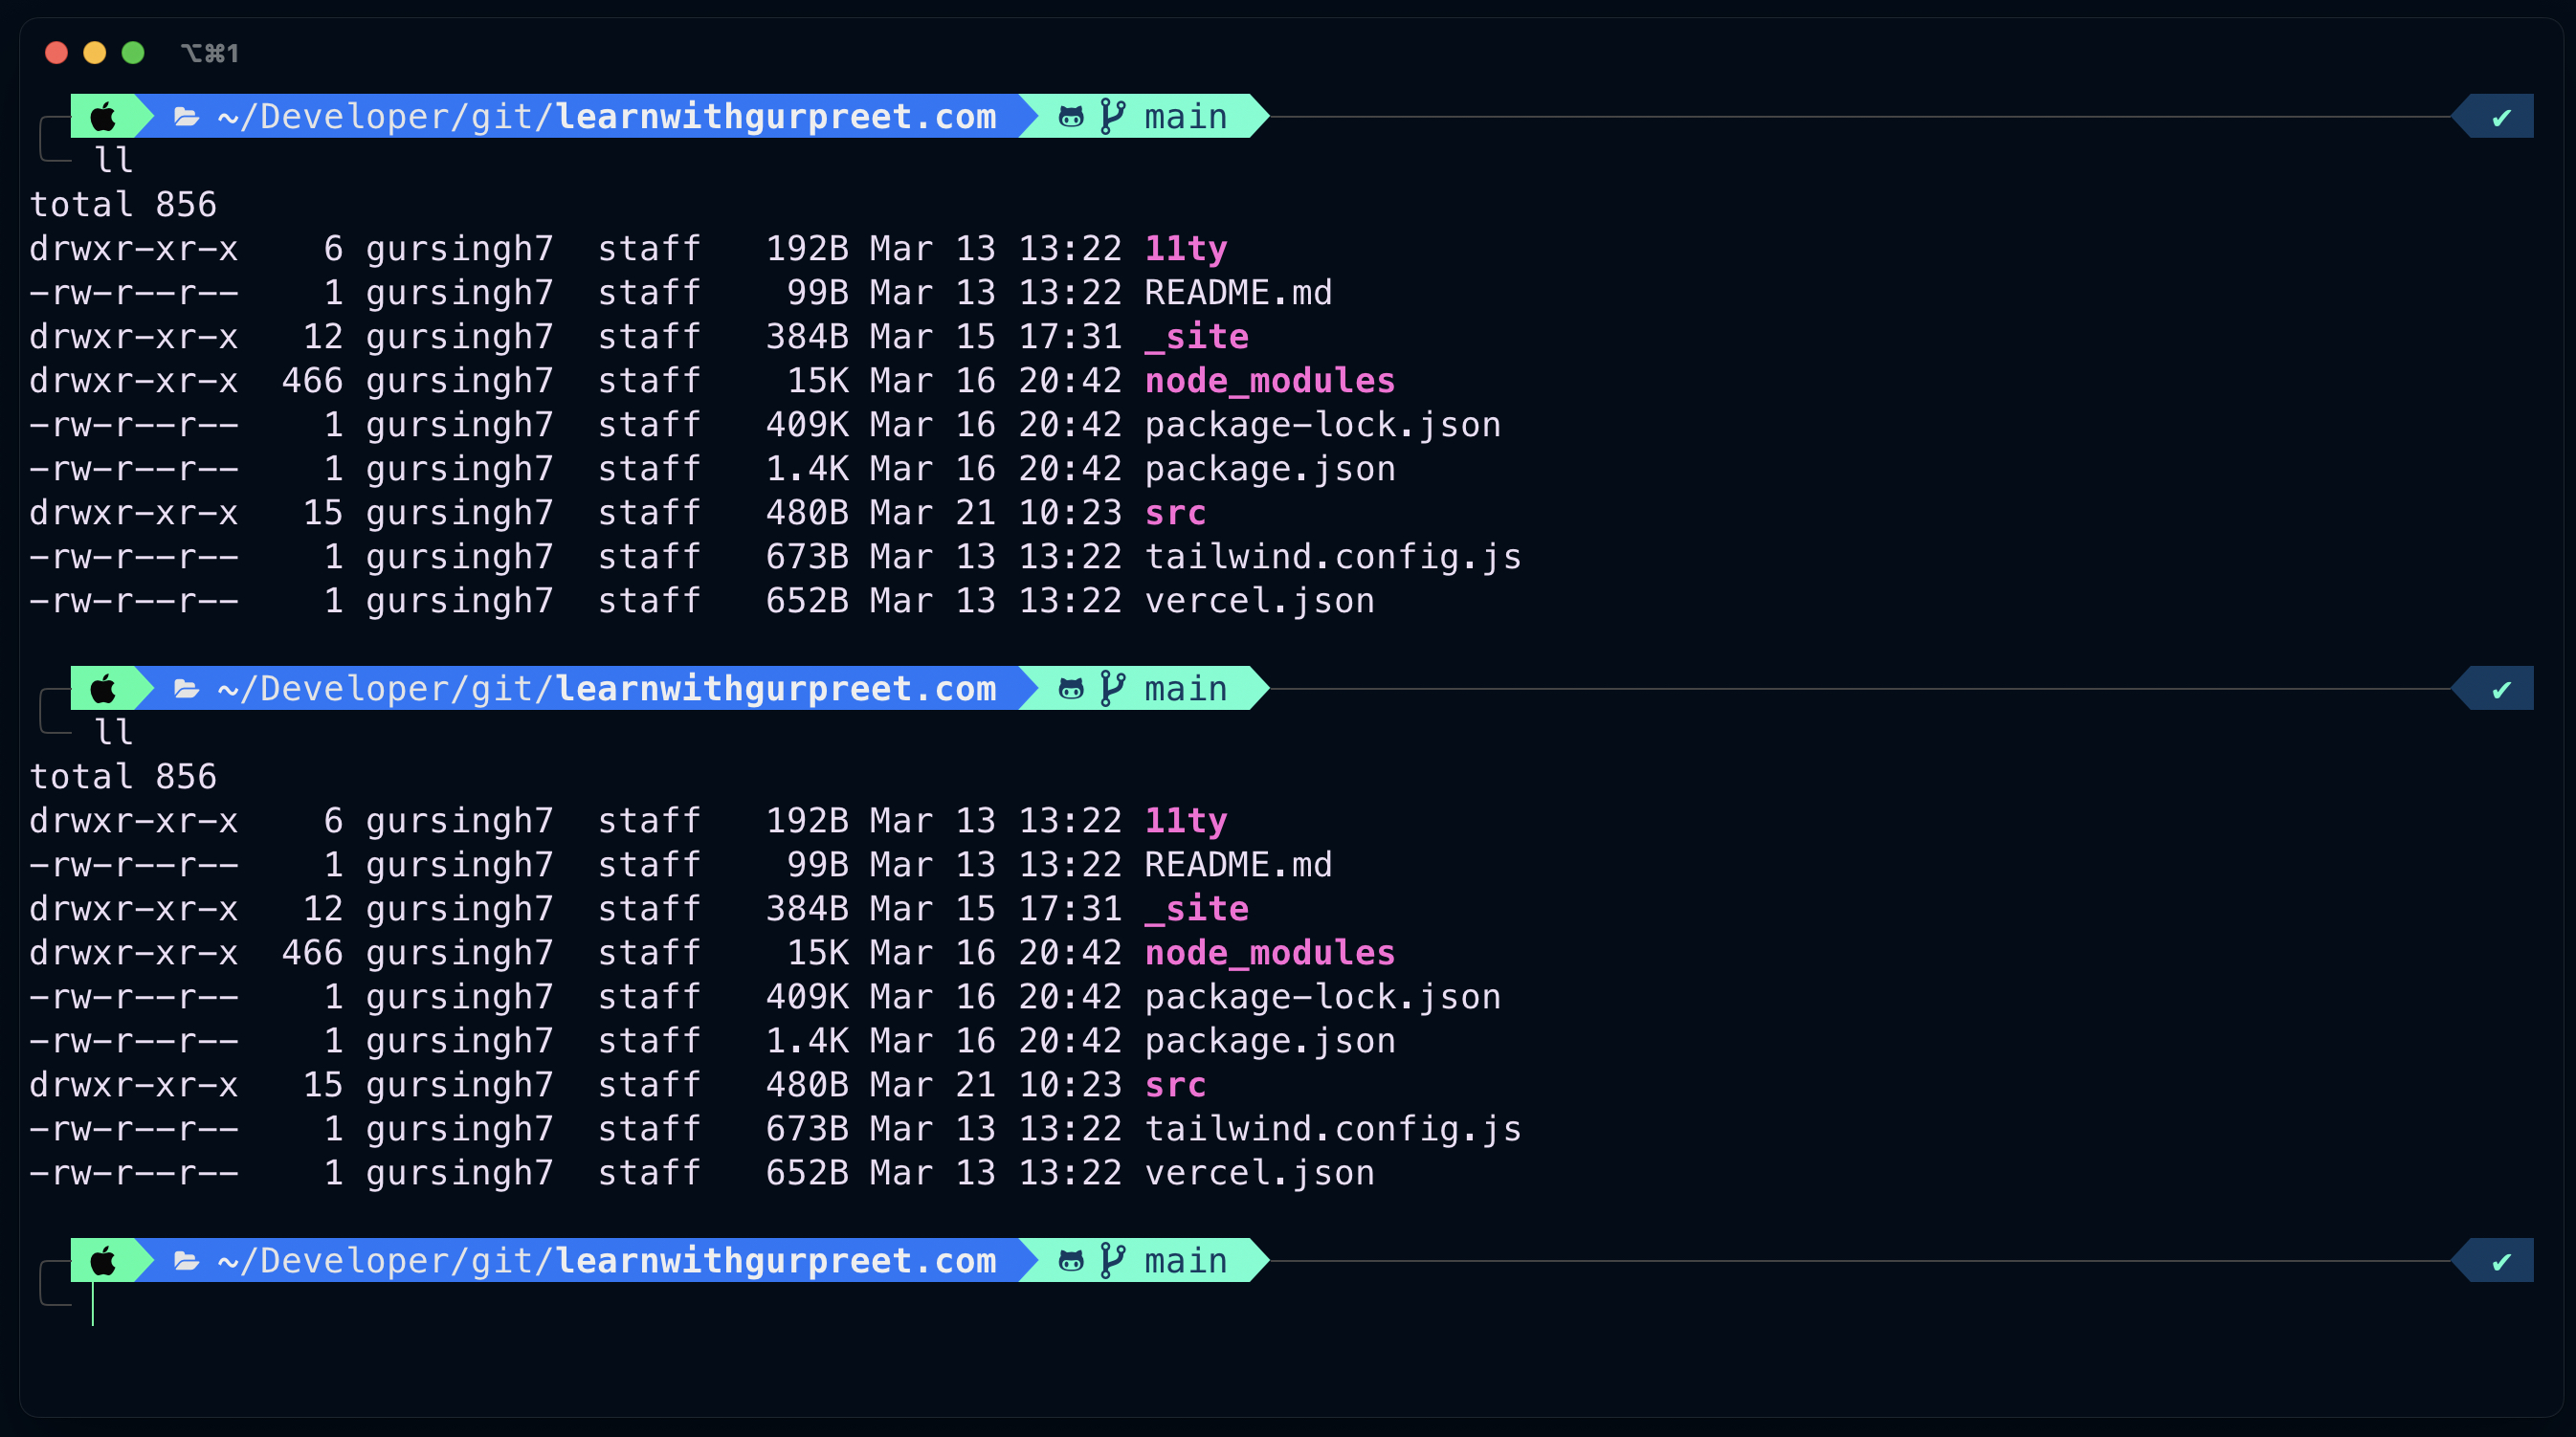 ⌥⌘1
~/Developer/git/learnwithgurpreet.com main ✔
ll
total 856
drwxr-xr-x    6 gursingh7  staff   192B Mar 13 13:22 11ty
-rw-r--r--    1 gursingh7  staff    99B Mar 13 13:22 README.md
drwxr-xr-x   12 gursingh7  staff   384B Mar 15 17:31 _site
drwxr-xr-x  466 gursingh7  staff    15K Mar 16 20:42 node_modules
-rw-r--r--    1 gursingh7  staff   409K Mar 16 20:42 package-lock.json
-rw-r--r--    1 gursingh7  staff   1.4K Mar 16 20:42 package.json
drwxr-xr-x   15 gursingh7  staff   480B Mar 21 10:23 src
-rw-r--r--    1 gursingh7  staff   673B Mar 13 13:22 tailwind.config.js
-rw-r--r--    1 gursingh7  staff   652B Mar 13 13:22 vercel.json
~/Developer/git/learnwithgurpreet.com main ✔
ll
total 856
drwxr-xr-x    6 gursingh7  staff   192B Mar 13 13:22 11ty
-rw-r--r--    1 gursingh7  staff    99B Mar 13 13:22 README.md
drwxr-xr-x   12 gursingh7  staff   384B Mar 15 17:31 _site
drwxr-xr-x  466 gursingh7  staff    15K Mar 16 20:42 node_modules
-rw-r--r--    1 gursingh7  staff   409K Mar 16 20:42 package-lock.json
-rw-r--r--    1 gursingh7  staff   1.4K Mar 16 20:42 package.json
drwxr-xr-x   15 gursingh7  staff   480B Mar 21 10:23 src
-rw-r--r--    1 gursingh7  staff   673B Mar 13 13:22 tailwind.config.js
-rw-r--r--    1 gursingh7  staff   652B Mar 13 13:22 vercel.json
~/Developer/git/learnwithgurpreet.com main ✔